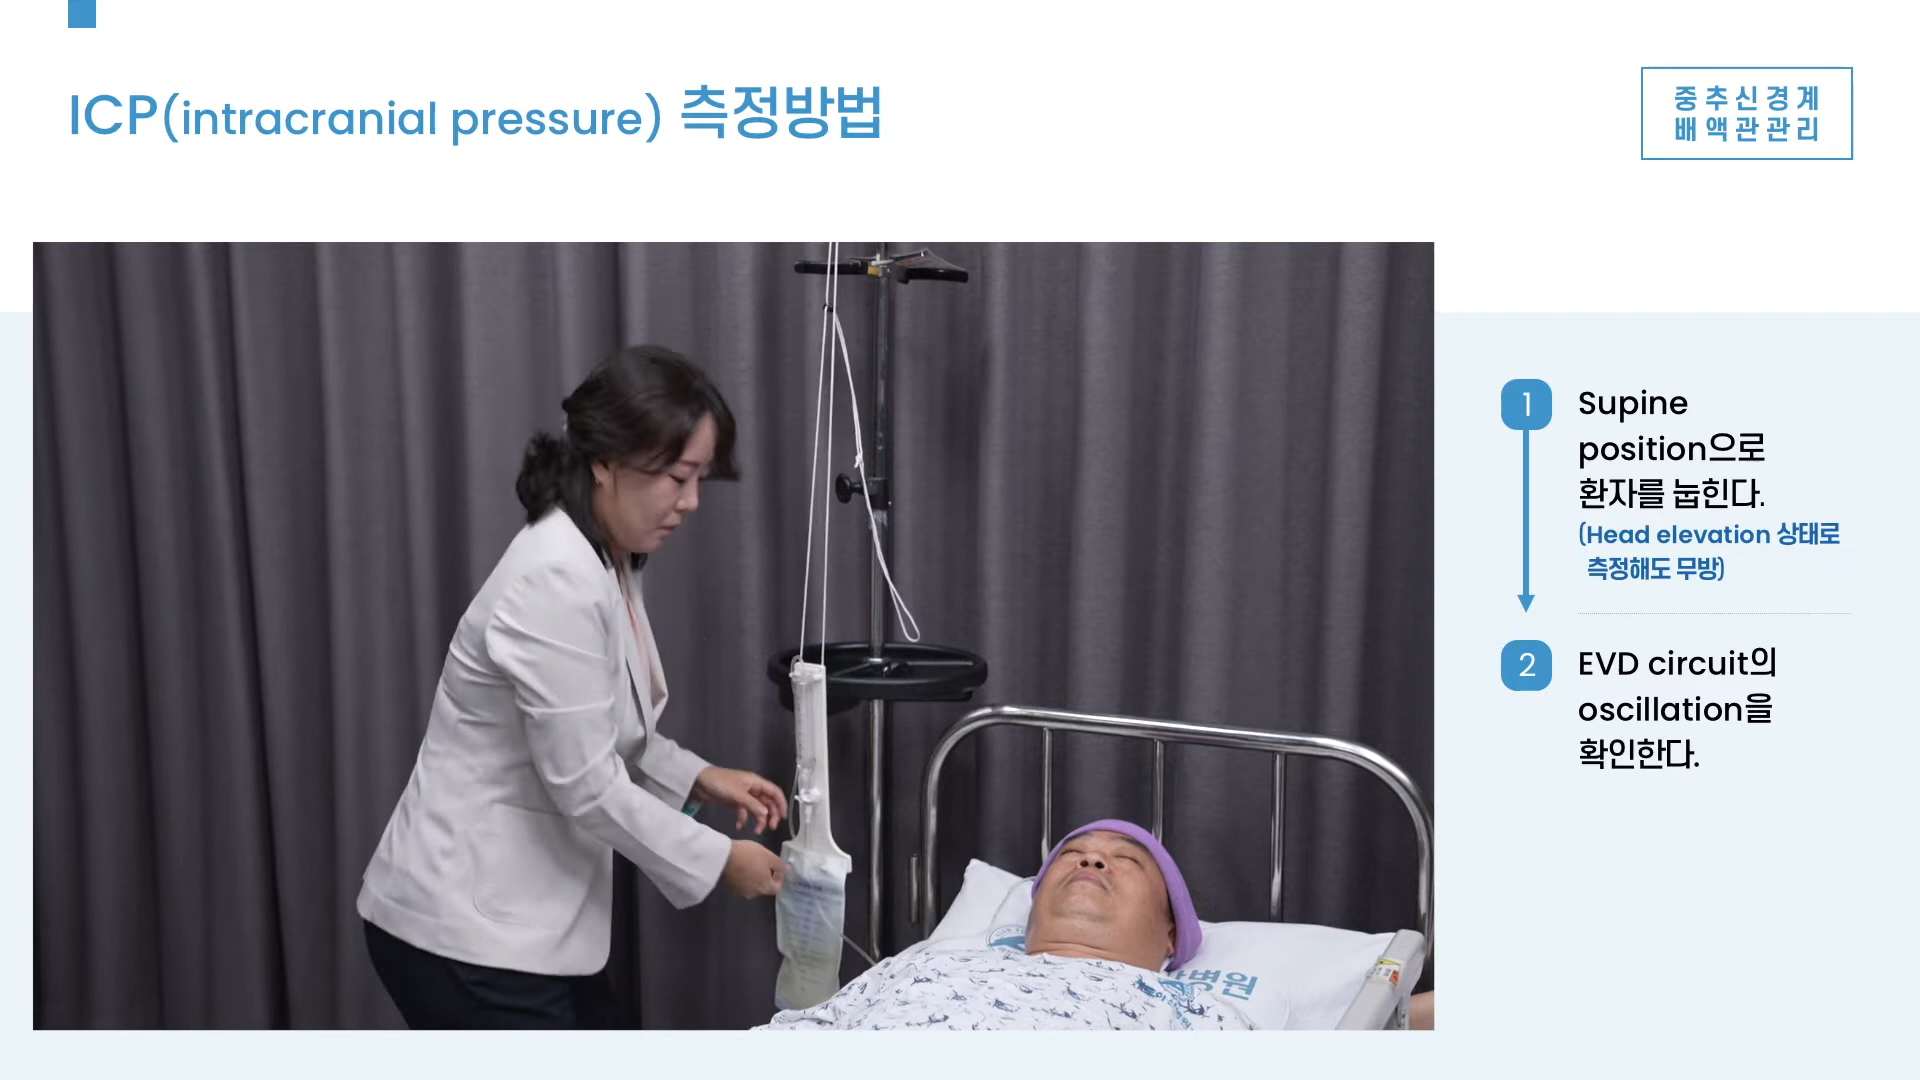 ICP(intracranial pressure) 측정방법
중추신경계
배액관관리
1
Supine
position으로
환자를 눕힌다.
(Head elevation 상태로
측정해도 무방)
2
EVD circuit의
oscillation을
확인한다.
병원